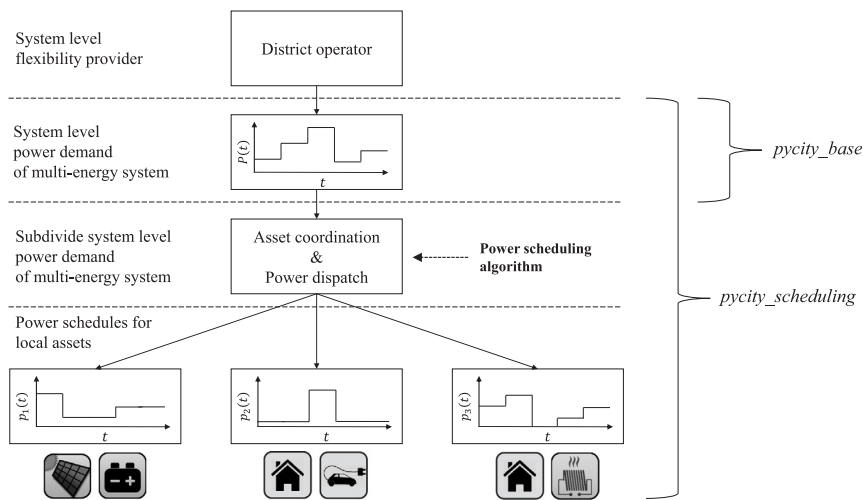 System level
flexibility provider
District operator
System level
power demand
of multi-energy system
P(t)
t
pycity_base
Subdivide system level
power demand
of multi-energy system
Asset coordination
&
Power dispatch
Power scheduling
algorithm
pycity_scheduling
Power schedules for
local assets
p₁(t)
t
p₂(t)
t
p₃(t)
t